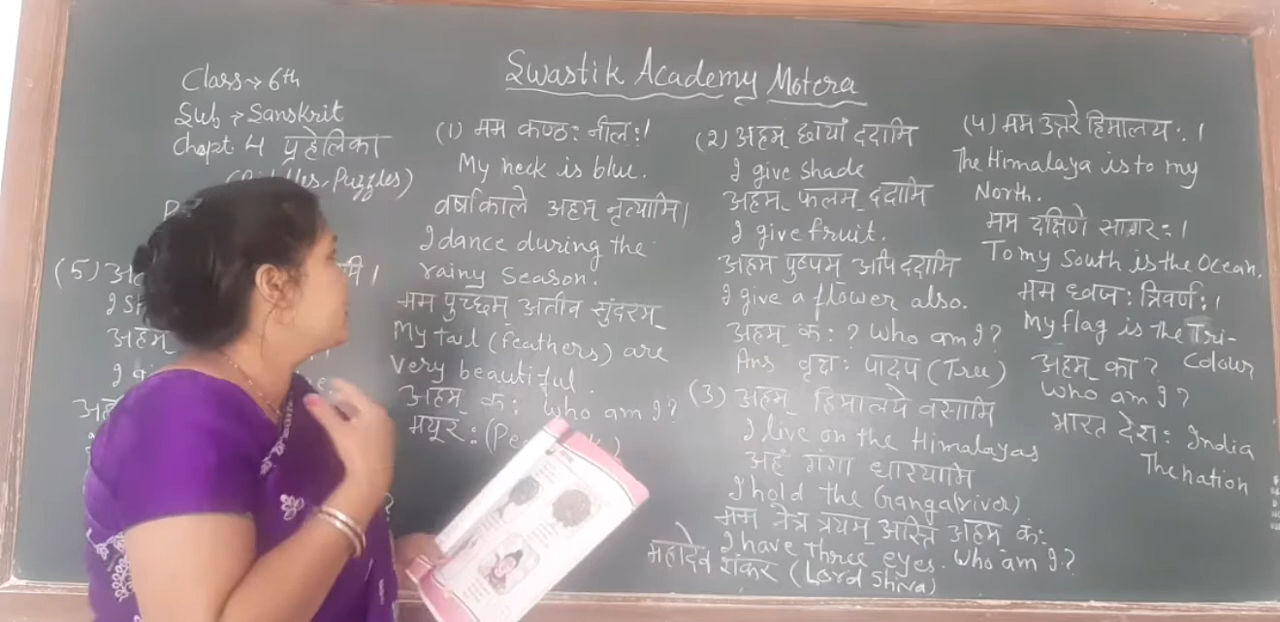 Swastik Academy Motera
Class → 6th
Sub → Sanskrit
Chapt. 4 प्रहेलिका
Puzzles)
(1) मम कण्ठः नीलः।
My neck is blue.
वर्षाकाले अहम् नृत्यामि।
I dance during the
rainy season.
मम पुच्छम् अतीव सुंदरम्
My tail (feathers) are
very beautiful.
अहम् कः who am I?
मयूरः
(2) अहम् छायाँ ददामि
I give shade
अहम् फलम् ददामि
I give fruit.
अहम पुष्पम् अपि ददामि
I give a flower also.
अहम् कः ? who am I?
Ans वृक्षः पादप (Tree)
(3) अहम् हिमालये वसामि
I live on the Himalayas
अहं गंगा धारयामि
I hold the Ganga(river)
मम नेत्र त्रयम् अस्ति अहम् कः
I have three eyes. who am I?
महादेव शंकर (Lord Shiva)
(4) मम उत्तरे हिमालयः।
The Himalaya is to my
North.
मम दक्षिणे सागरः।
To my South is the Ocean.
मम ध्वजः त्रिवर्णः।
My flag is the Tri-
colour
अहम् का?
who am I?
भारत देशः India
The nation
(5)
अहम्